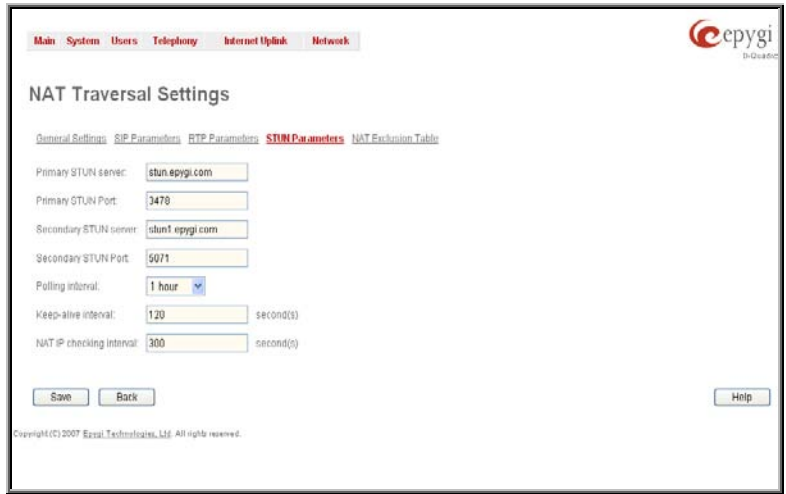 Main System Users Telephony Internet Uplink Network
epygi
NAT Traversal Settings
General Settings SIP Parameters RTP Parameters STUN Parameters NAT Exclusion Table
Primary STUN server: stun.epygi.com
Primary STUN Port: 3478
Secondary STUN server: stun1.epygi.com
Secondary STUN Port: 5071
Polling interval: 1 hour
Keep-alive interval: 120 second(s)
NAT IP checking interval: 300 second(s)
Save Back Help
Copyright (C) 2007 Epygi Technologies, Ltd. All rights reserved.